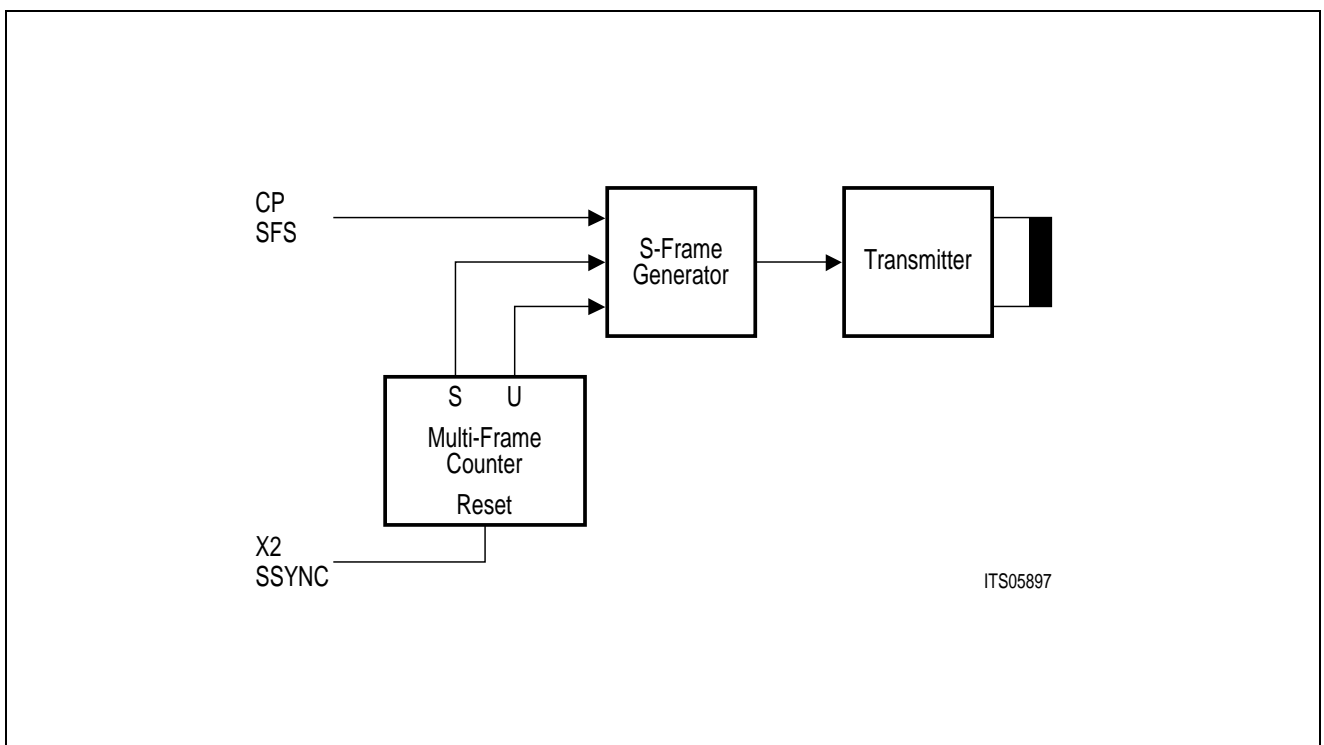 CP
SFS
S-Frame
Generator
Transmitter
S U
Multi-Frame
Counter
Reset
X2
SSYNC
ITS05897